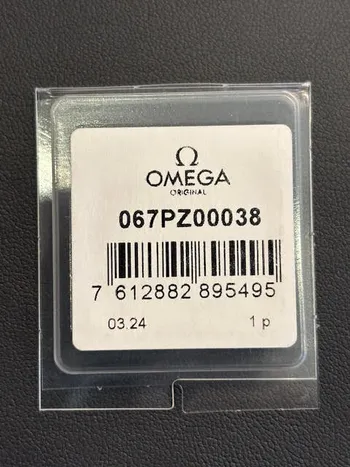 Ω
OMEGA
ORIGINAL
067PZ00038
7 612882 895495
03.24 1 p